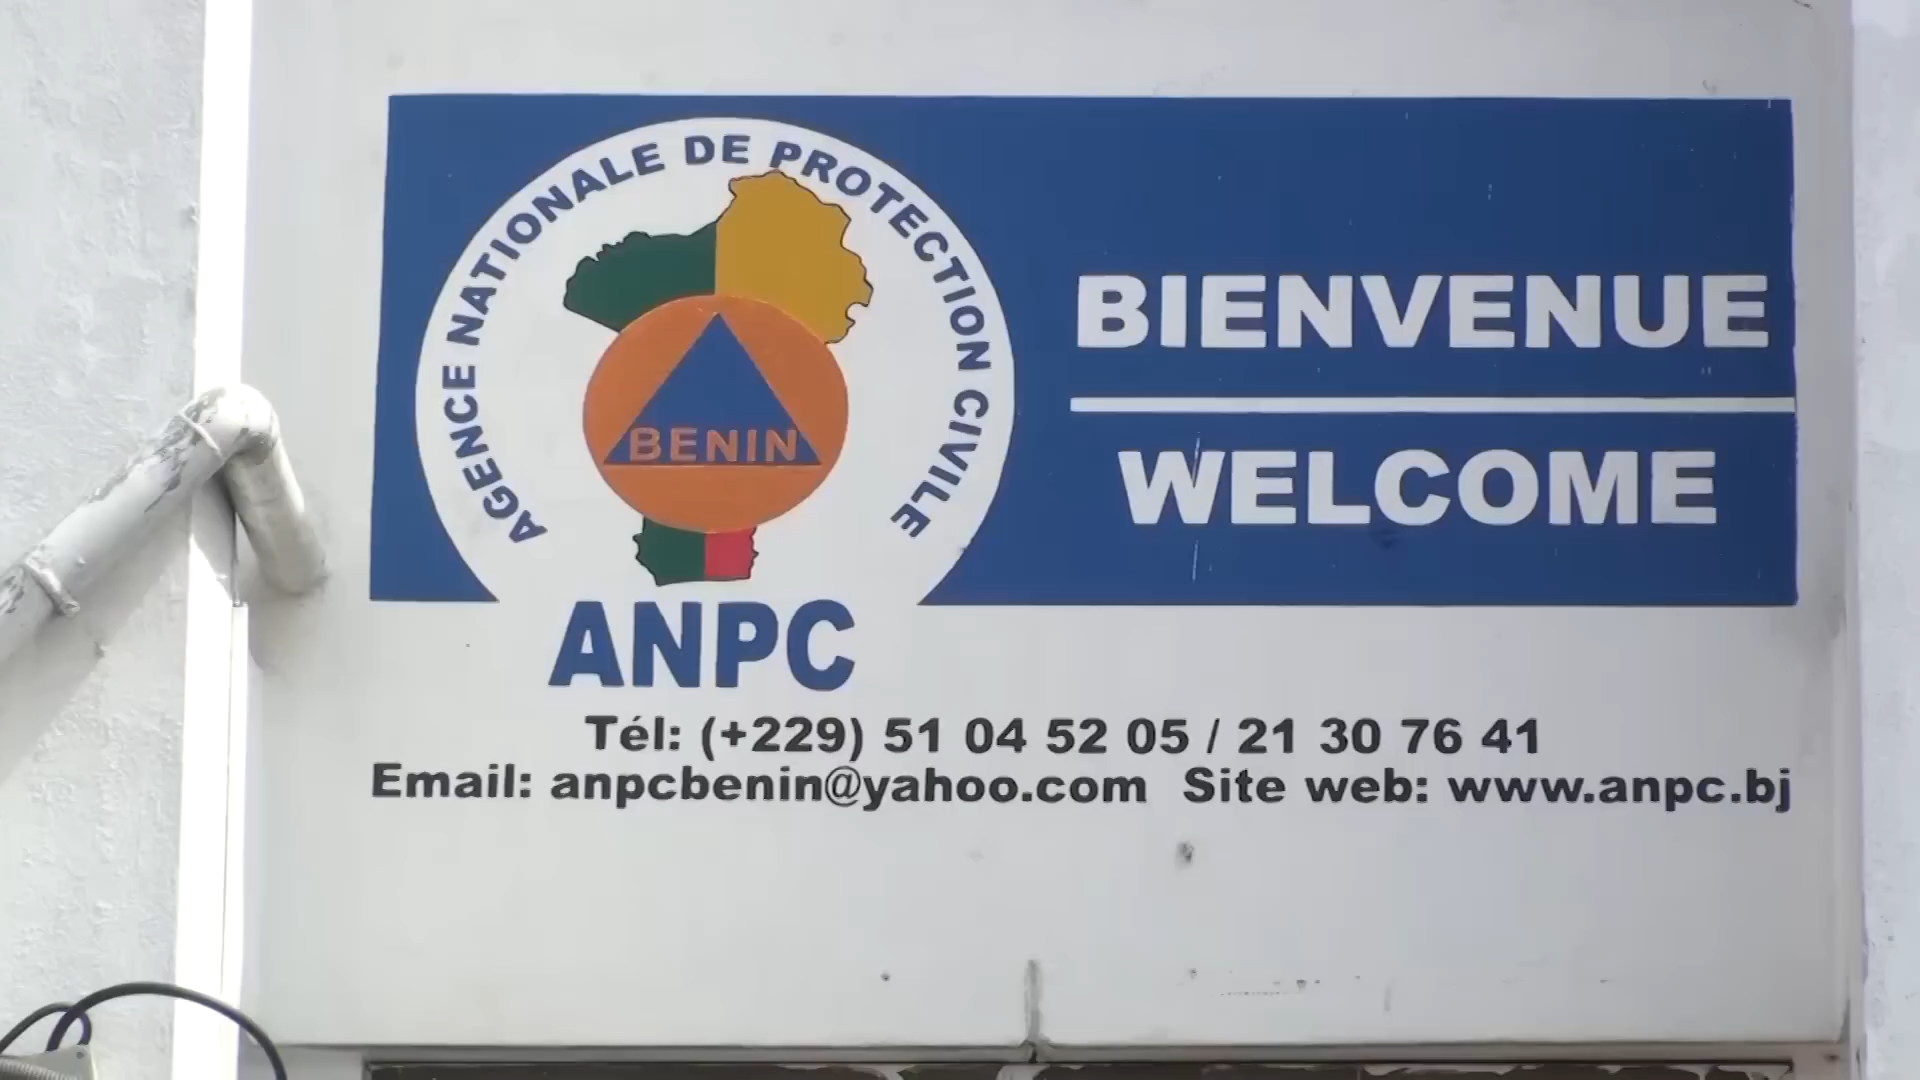 AGENCE NATIONALE DE PROTECTION CIVILE
BENIN
ANPC
BIENVENUE
WELCOME
Tél: (+229) 51 04 52 05 / 21 30 76 41
Email: anpcbenin@yahoo.com Site web: www.anpc.bj